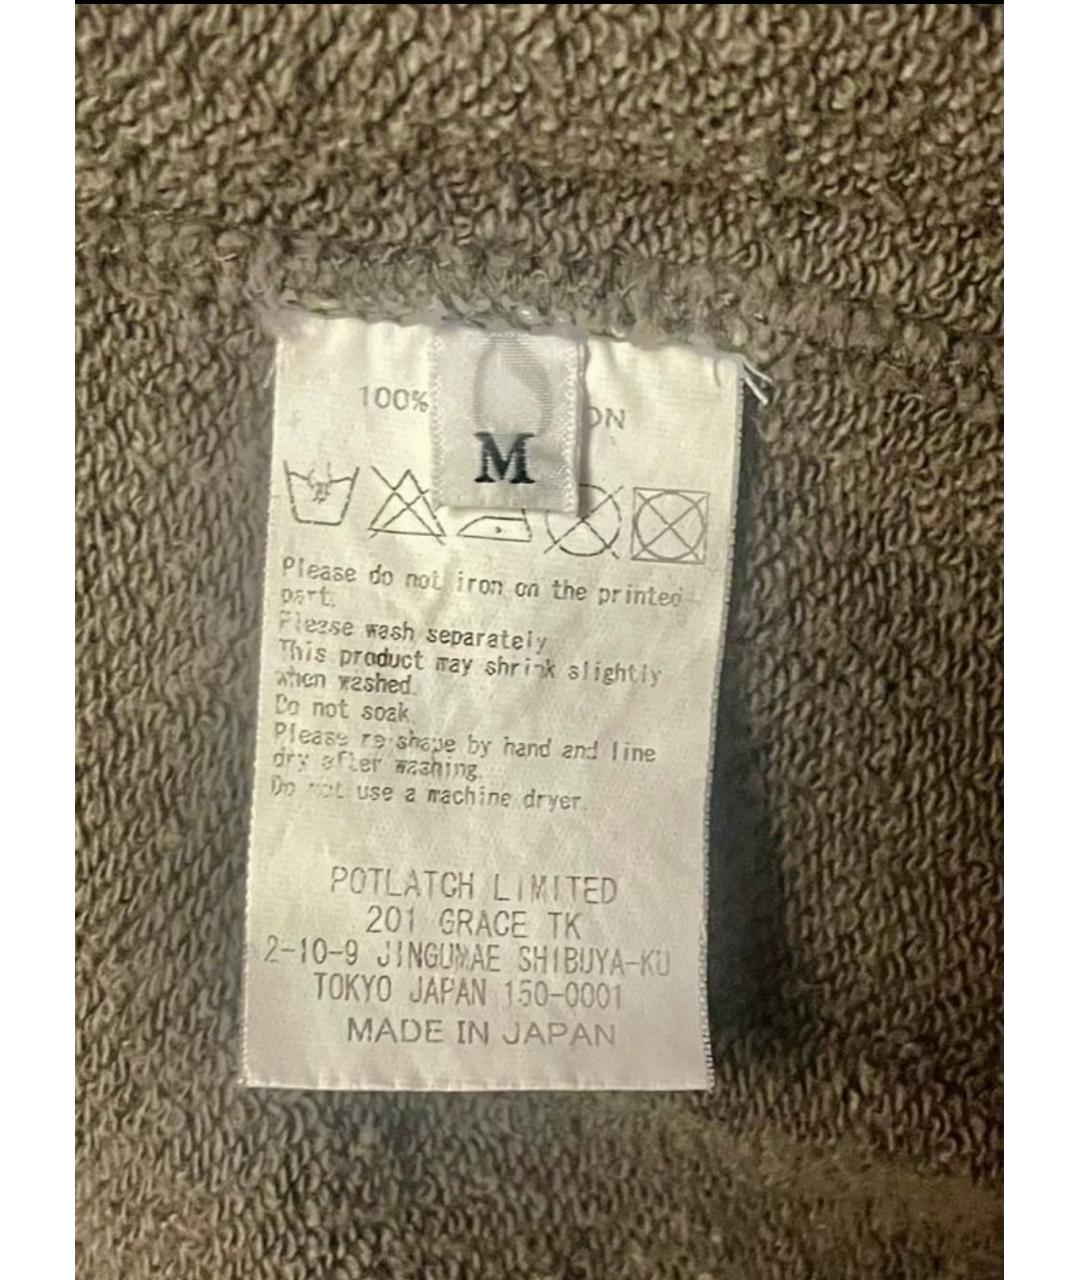 100% ON
M
Please do not iron on the printed
part.
Please wash separately
This product may shrink slightly
when washed.
Do not soak.
Please re-shape by hand and line
dry after washing.
Do not use a machine dryer.
POTLATCH LIMITED
201 GRACE TK
2-10-9 JINGUMAE SHIBUYA-KU
TOKYO JAPAN 150-0001
MADE IN JAPAN